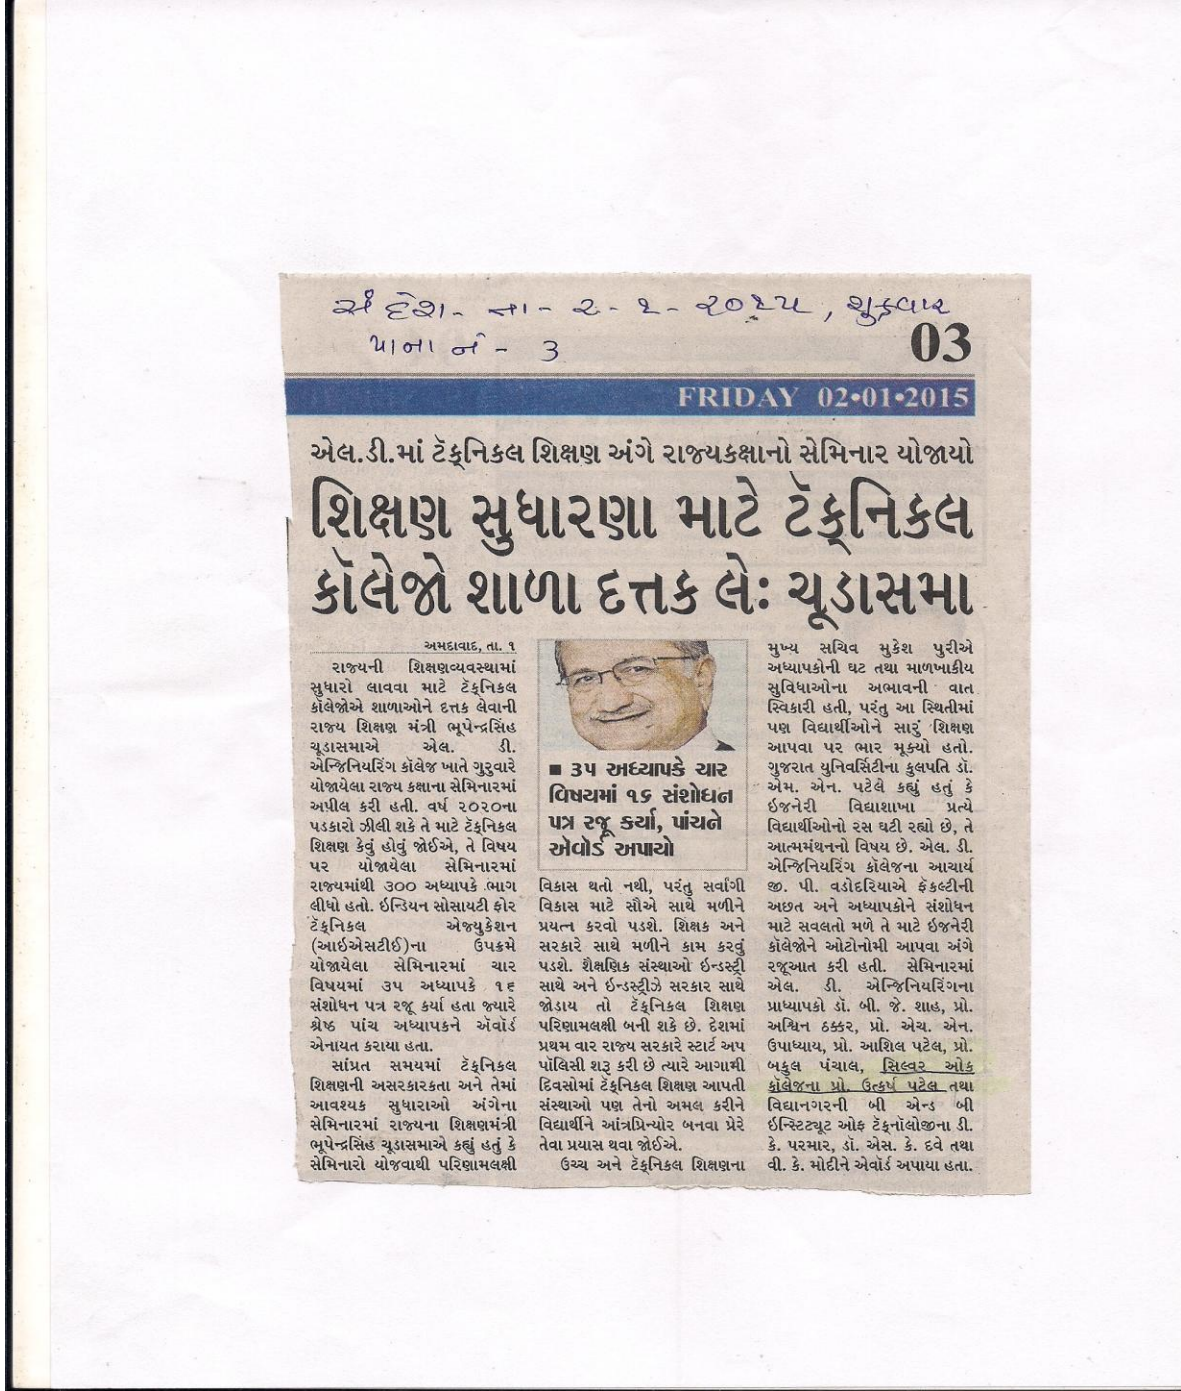 સંદેશ - તા - ૨ - ૧ - ૨૦૧૫, શુક્રવાર
પાના નં - ૩
03
FRIDAY 02•01•2015
એલ.ડી.માં ટૅક્નિકલ શિક્ષણ અંગે રાજ્યકક્ષાનો સેમિનાર યોજાયો
શિક્ષણ સુધારણા માટે ટૅક્નિકલ
કૉલેજો શાળા દત્તક લેઃ ચૂડાસમા
અમદાવાદ, તા. ૧
રાજ્યની શિક્ષણવ્યવસ્થામાં
સુધારો લાવવા માટે ટૅક્નિકલ
કૉલેજોએ શાળાઓને દત્તક લેવાની
રાજ્ય શિક્ષણ મંત્રી ભૂપેન્દ્રસિંહ
ચૂડાસમાએ એલ. ડી.
એન્જિનિયરિંગ કૉલેજ ખાતે ગુરુવારે
યોજાયેલા રાજ્ય કક્ષાના સેમિનારમાં
અપીલ કરી હતી. વર્ષ ૨૦૨૦ના
પડકારો ઝીલી શકે તે માટે ટૅક્નિકલ
શિક્ષણ કેવું હોવું જોઈએ, તે વિષય
પર યોજાયેલા સેમિનારમાં
રાજ્યમાંથી ૩૦૦ અધ્યાપકે ભાગ
લીધો હતો. ઇન્ડિયન સોસાયટી ફોર
ટૅક્નિકલ એજ્યુકેશન
(આઇએસટીઈ)ના ઉપક્રમે
યોજાયેલા સેમિનારમાં ચાર
વિષયમાં ૩૫ અધ્યાપકે ૧૬
સંશોધન પત્ર રજૂ કર્યા હતા જ્યારે
શ્રેષ્ઠ પાંચ અધ્યાપકને ઍવૉર્ડ
એનાયત કરાયા હતા.
સાંપ્રત સમયમાં ટૅક્નિકલ
શિક્ષણની અસરકારકતા અને તેમાં
આવશ્યક સુધારાઓ અંગેના
સેમિનારમાં રાજ્યના શિક્ષણમંત્રી
ભૂપેન્દ્રસિંહ ચૂડાસમાએ કહ્યું હતું કે
સેમિનારો યોજવાથી પરિણામલક્ષી
■ ૩૫ અધ્યાપકે ચાર
વિષયમાં ૧૬ સંશોધન
પત્ર રજૂ કર્યા, પાંચને
ઍવૉર્ડ અપાયો
વિકાસ થતો નથી, પરંતુ સર્વાંગી
વિકાસ માટે સૌએ સાથે મળીને
પ્રયત્ન કરવો પડશે. શિક્ષક અને
સરકારે સાથે મળીને કામ કરવું
પડશે. શૈક્ષણિક સંસ્થાઓ ઇન્ડસ્ટ્રી
સાથે અને ઇન્ડસ્ટ્રીઝે સરકાર સાથે
જોડાય તો ટૅક્નિકલ શિક્ષણ
પરિણામલક્ષી બની શકે છે. દેશમાં
પ્રથમ વાર રાજ્ય સરકારે સ્ટાર્ટ અપ
પૉલિસી શરૂ કરી છે ત્યારે આગામી
દિવસોમાં ટૅક્નિકલ શિક્ષણ આપતી
સંસ્થાઓ પણ તેનો અમલ કરીને
વિદ્યાર્થીને આંત્રપ્રિન્યોર બનવા પ્રેરે
તેવા પ્રયાસ થવા જોઈએ.
ઉચ્ચ અને ટૅક્નિકલ શિક્ષણના
મુખ્ય સચિવ મુકેશ પુરીએ
અધ્યાપકોની ઘટ તથા માળખાકીય
સુવિધાઓના અભાવની વાત
સ્વિકારી હતી, પરંતુ આ સ્થિતીમાં
પણ વિદ્યાર્થીઓને સારું શિક્ષણ
આપવા પર ભાર મૂક્યો હતો.
ગુજરાત યુનિવર્સિટીના કુલપતિ ડૉ.
એમ. એન. પટેલે કહ્યું હતું કે
ઇજનેરી વિદ્યાશાખા પ્રત્યે
વિદ્યાર્થીઓનો રસ ઘટી રહ્યો છે, તે
આત્મમંથનનો વિષય છે. એલ. ડી.
એન્જિનિયરિંગ કૉલેજના આચાર્ય
જી. પી. વડોદરિયાએ ફૅકલ્ટીની
અછત અને અધ્યાપકોને સંશોધન
માટે સવલતો મળે તે માટે ઇજનેરી
કૉલેજોને ઓટોનોમી આપવા અંગે
રજૂઆત કરી હતી. સેમિનારમાં
એલ. ડી. એન્જિનિયરિંગના
પ્રાધ્યાપકો ડૉ. બી. જે. શાહ, પ્રો.
અશ્વિન ઠક્કર, પ્રો. એચ. એન.
ઉપાધ્યાય, પ્રો. આશિલ પટેલ, પ્રો.
બકુલ પંચાલ, સિલ્વર ઓક
કૉલેજના પ્રો. ઉત્કર્ષ પટેલ તથા
વિદ્યાનગરની બી એન્ડ બી
ઇન્સ્ટિટ્યૂટ ઓફ ટૅક્નૉલૉજીના ડી.
કે. પરમાર, ડૉ. એસ. કે. દવે તથા
વી. કે. મોદીને એવૉર્ડ અપાયા હતા.